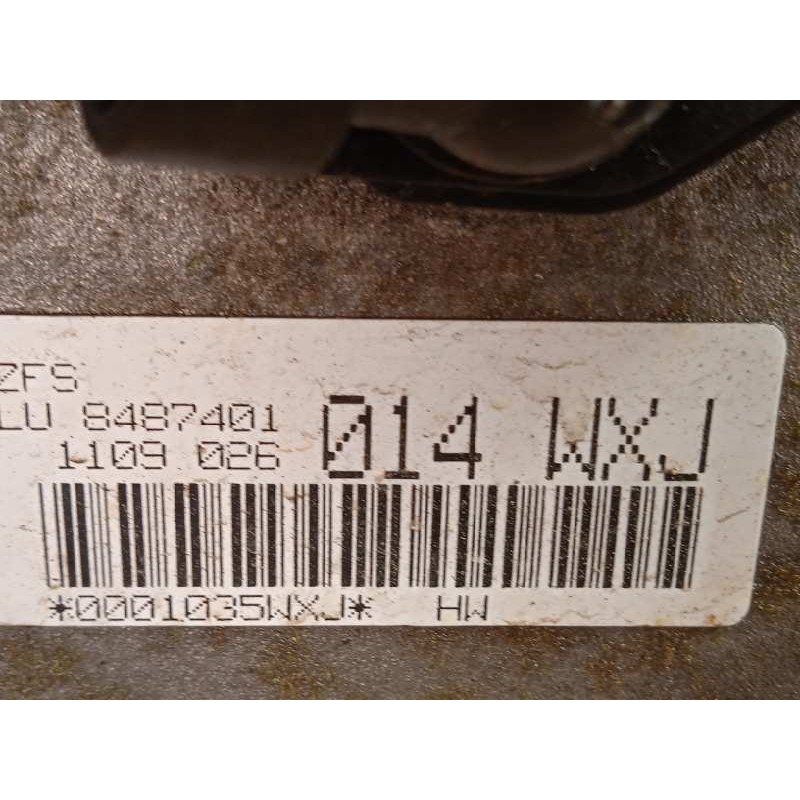 ZFS
LU 8487401
1109 026
014 WXJ
*0001035WXJ* HW